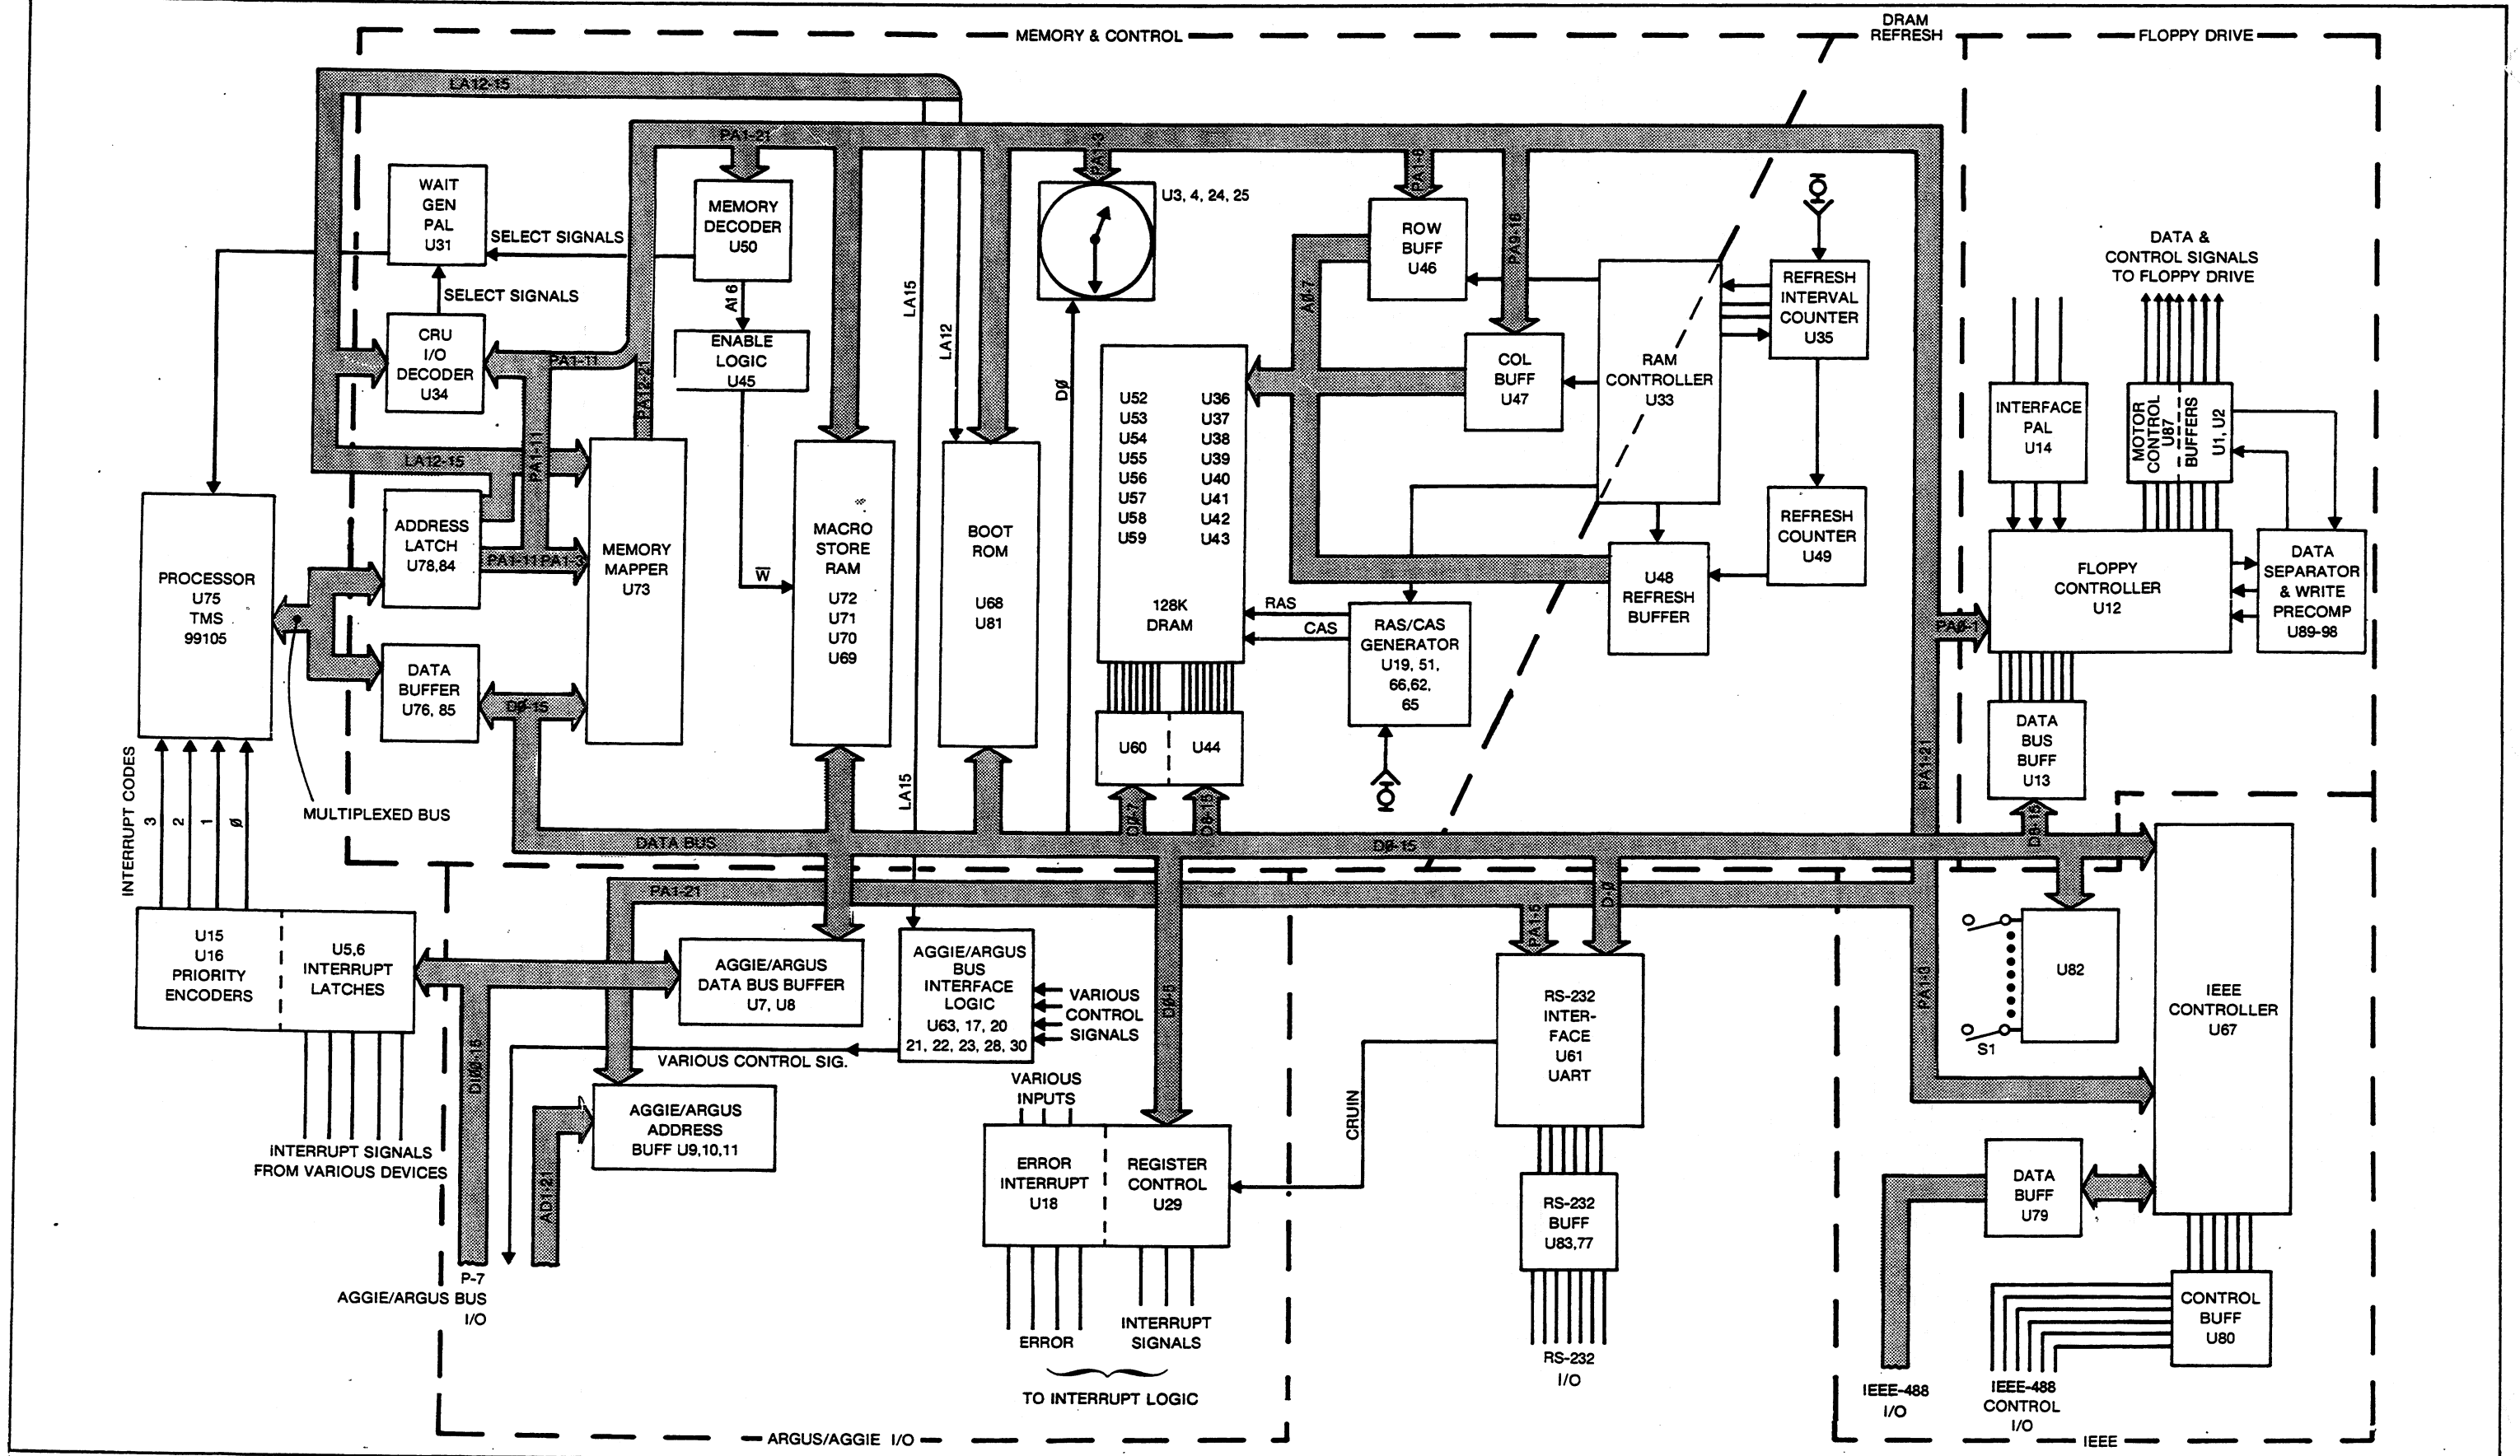 MEMORY & CONTROL
DRAM
REFRESH
FLOPPY DRIVE
LA12-15
PA1-21
PA1-3
PA1-8
PA9-16
WAIT
GEN
PAL
U31
SELECT SIGNALS
MEMORY
DECODER
U50
U3, 4, 24, 25
ROW
BUFF
U46
REFRESH
INTERVAL
COUNTER
U35
DATA &
CONTROL SIGNALS
TO FLOPPY DRIVE
SELECT SIGNALS
A16
LA15
LA12
AØ-7
CRU
I/O
DECODER
U34
PA1-11
PA12-21
ENABLE
LOGIC
U45
DØ
COL
BUFF
U47
RAM
CONTROLLER
U33
INTERFACE
PAL
U14
MOTOR
CONTROL
U87
BUFFERS
U1, U2
LA12-15
PA1-11
U52 U36
U53 U37
U54 U38
U55 U39
U56 U40
U57 U41
U58 U42
U59 U43
128K
DRAM
ADDRESS
LATCH
U78,84
PA1-11
PA1-3
MEMORY
MAPPER
U73
MACRO
STORE
RAM
U72
U71
U70
U69
W̅
BOOT
ROM
U68
U81
REFRESH
COUNTER
U49
U48
REFRESH
BUFFER
PROCESSOR
U75
TMS
99105
RAS
CAS
RAS/CAS
GENERATOR
U19, 51,
66,62,
65
FLOPPY
CONTROLLER
U12
DATA
SEPARATOR
& WRITE
PRECOMP
U89-98
PAØ-1
DATA
BUFFER
U76, 85
DØ-15
U60
U44
DATA
BUS
BUFF
U13
PA1-21
INTERRUPT CODES
3
2
1
Ø
MULTIPLEXED BUS
LA15
DØ-7
D8-15
D8-15
DATA BUS
DØ-15
PA1-21
U15
U16
PRIORITY
ENCODERS
U5,6
INTERRUPT
LATCHES
AGGIE/ARGUS
DATA BUS BUFFER
U7, U8
AGGIE/ARGUS
BUS
INTERFACE
LOGIC
U63, 17, 20
21, 22, 23, 28, 30
VARIOUS
CONTROL
SIGNALS
VARIOUS CONTROL SIG.
DØ-5
PA1-5
D-Ø
RS-232
INTER-
FACE
U61
UART
PA1-3
U82
S1
IEEE
CONTROLLER
U67
DIØØ-15
AGGIE/ARGUS
ADDRESS
BUFF U9,10,11
AD1-21
VARIOUS
INPUTS
ERROR
INTERRUPT
U18
REGISTER
CONTROL
U29
CRUIN
RS-232
BUFF
U83,77
DATA
BUFF
U79
INTERRUPT SIGNALS
FROM VARIOUS DEVICES
P-7
AGGIE/ARGUS BUS
I/O
ERROR
INTERRUPT
SIGNALS
TO INTERRUPT LOGIC
RS-232
I/O
CONTROL
BUFF
U80
IEEE-488
I/O
IEEE-488
CONTROL
I/O
ARGUS/AGGIE I/O
IEEE